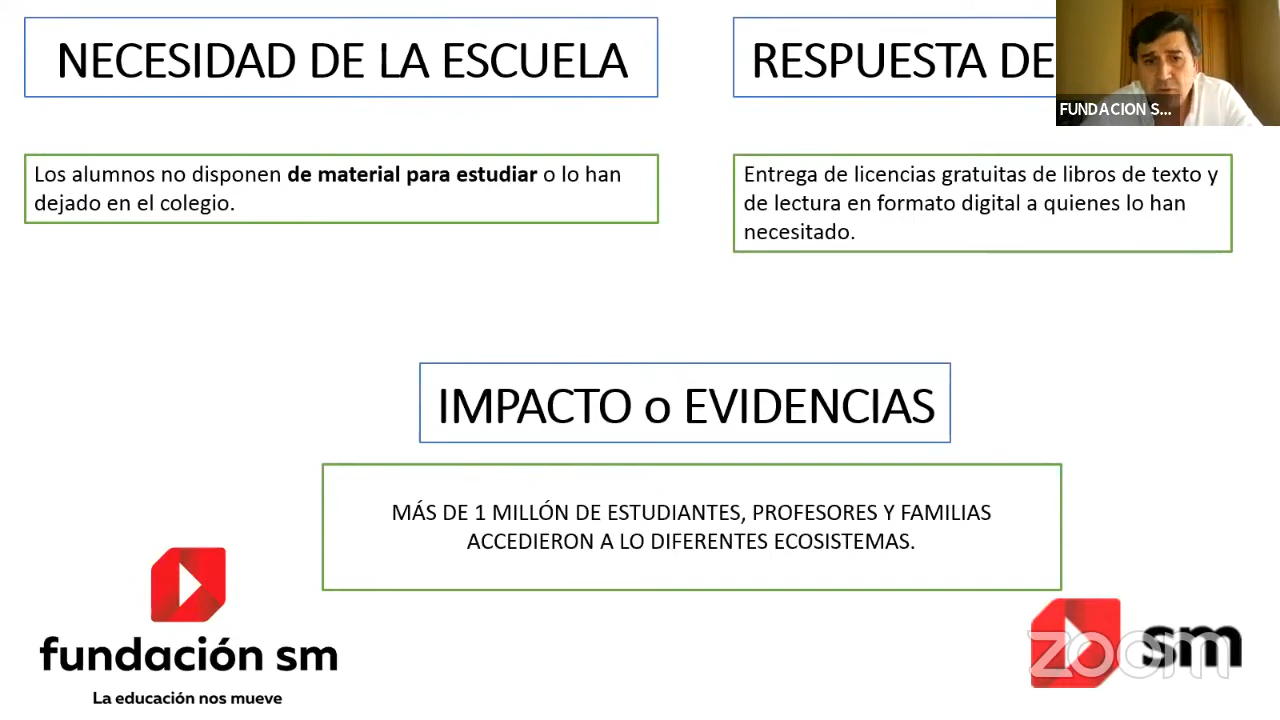 NECESIDAD DE LA ESCUELA
RESPUESTA DE
FUNDACION S...
Los alumnos no disponen de material para estudiar o lo han
dejado en el colegio.
Entrega de licencias gratuitas de libros de texto y
de lectura en formato digital a quienes lo han
necesitado.
IMPACTO o EVIDENCIAS
MÁS DE 1 MILLÓN DE ESTUDIANTES, PROFESORES Y FAMILIAS
ACCEDIERON A LO DIFERENTES ECOSISTEMAS.
fundación sm
La educación nos mueve
sm
zoom